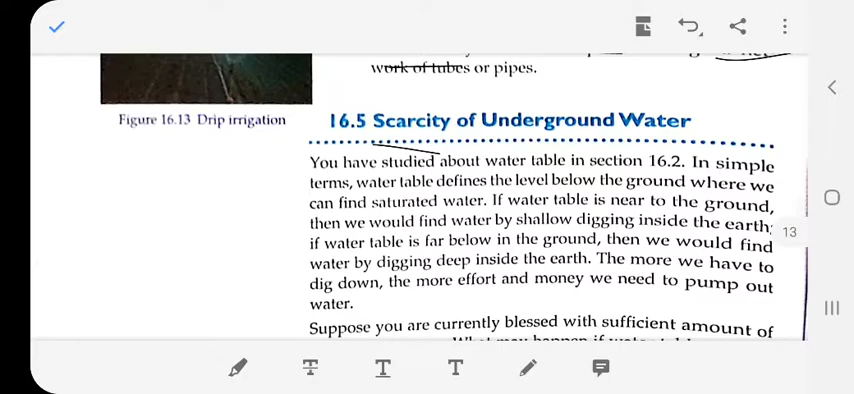 work of tubes or pipes.
Figure 16.13 Drip irrigation
16.5 Scarcity of Underground Water
You have studied about water table in section 16.2. In simple
terms, water table defines the level below the ground where we
can find saturated water. If water table is near to the ground,
then we would find water by shallow digging inside the earth;
if water table is far below in the ground, then we would find
water by digging deep inside the earth. The more we have to
dig down, the more effort and money we need to pump out
water.
Suppose you are currently blessed with sufficient amount of
What may happen if water
13
T
T
T